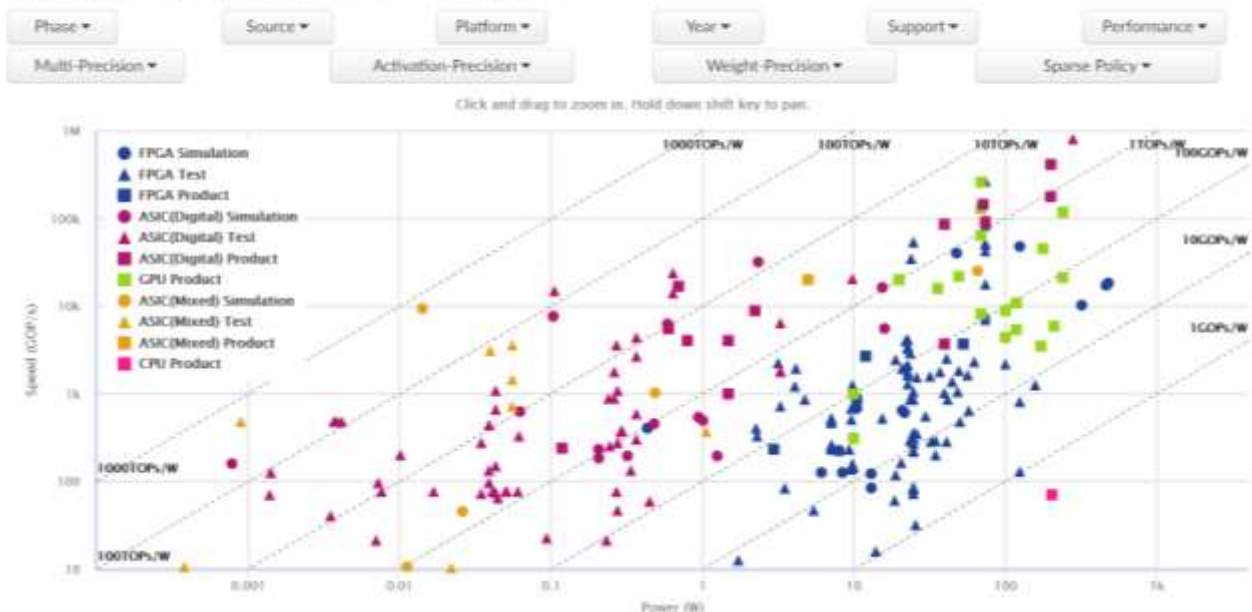 Phase Source Platform Year Support Performance
Multi-Precision Activation-Precision Weight-Precision Sparse Policy
Click and drag to zoom in. Hold down shift key to pan.
1M
1000TOPs/W 100TOPs/W 10TOPs/W 1TOPs/W 100GOPs/W
FPGA Simulation
FPGA Test
FPGA Product
ASIC(Digital) Simulation
100k
ASIC(Digital) Test
10GOPs/W
ASIC(Digital) Product
GPU Product
ASIC(Mixed) Simulation
10k
ASIC(Mixed) Test
1GOPs/W
ASIC(Mixed) Product
CPU Product
Speed (GOP/s)
1k
1000TOPs/W
100
100TOPs/W
10
0.001 0.01 0.1 1 10 100 1k
Power (W)